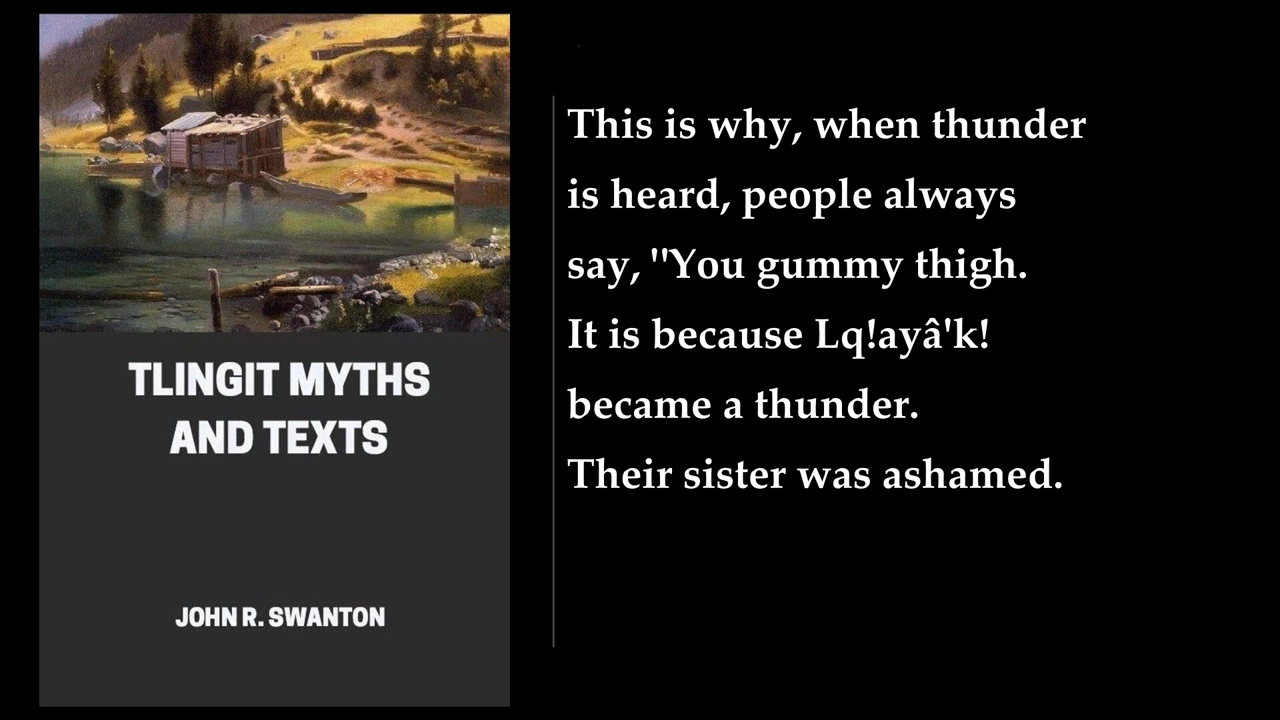 TLINGIT MYTHS
AND TEXTS
JOHN R. SWANTON
This is why, when thunder
is heard, people always
say, "You gummy thigh.
It is because Lq!ayâ'k!
became a thunder.
Their sister was ashamed.